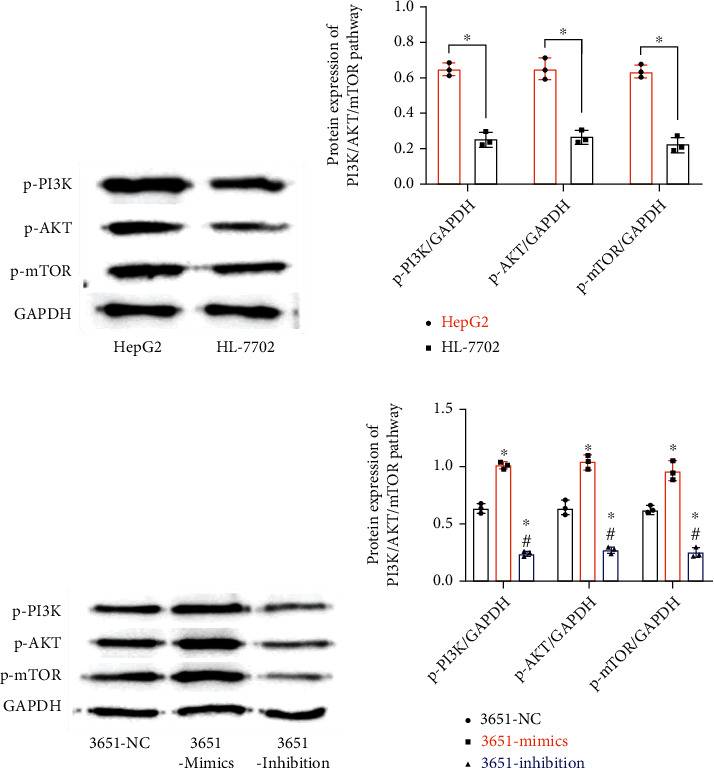 p-PI3K
p-AKT
p-mTOR
GAPDH
HepG2 HL-7702
Protein expression of
PI3K/AKT/mTOR pathway
1.0
0.8
0.6
0.4
0.2
0.0
*
*
*
p-PI3K/GAPDH
p-AKT/GAPDH
p-mTOR/GAPDH
HepG2
HL-7702
p-PI3K
p-AKT
p-mTOR
GAPDH
3651-NC 3651 3651
-Mimics -Inhibition
Protein expression of
PI3K/AKT/mTOR pathway
1.5
1.0
0.5
0.0
*
*
#
*
*
#
*
*
#
p-PI3K/GAPDH
p-AKT/GAPDH
p-mTOR/GAPDH
3651-NC
3651-mimics
3651-inhibition